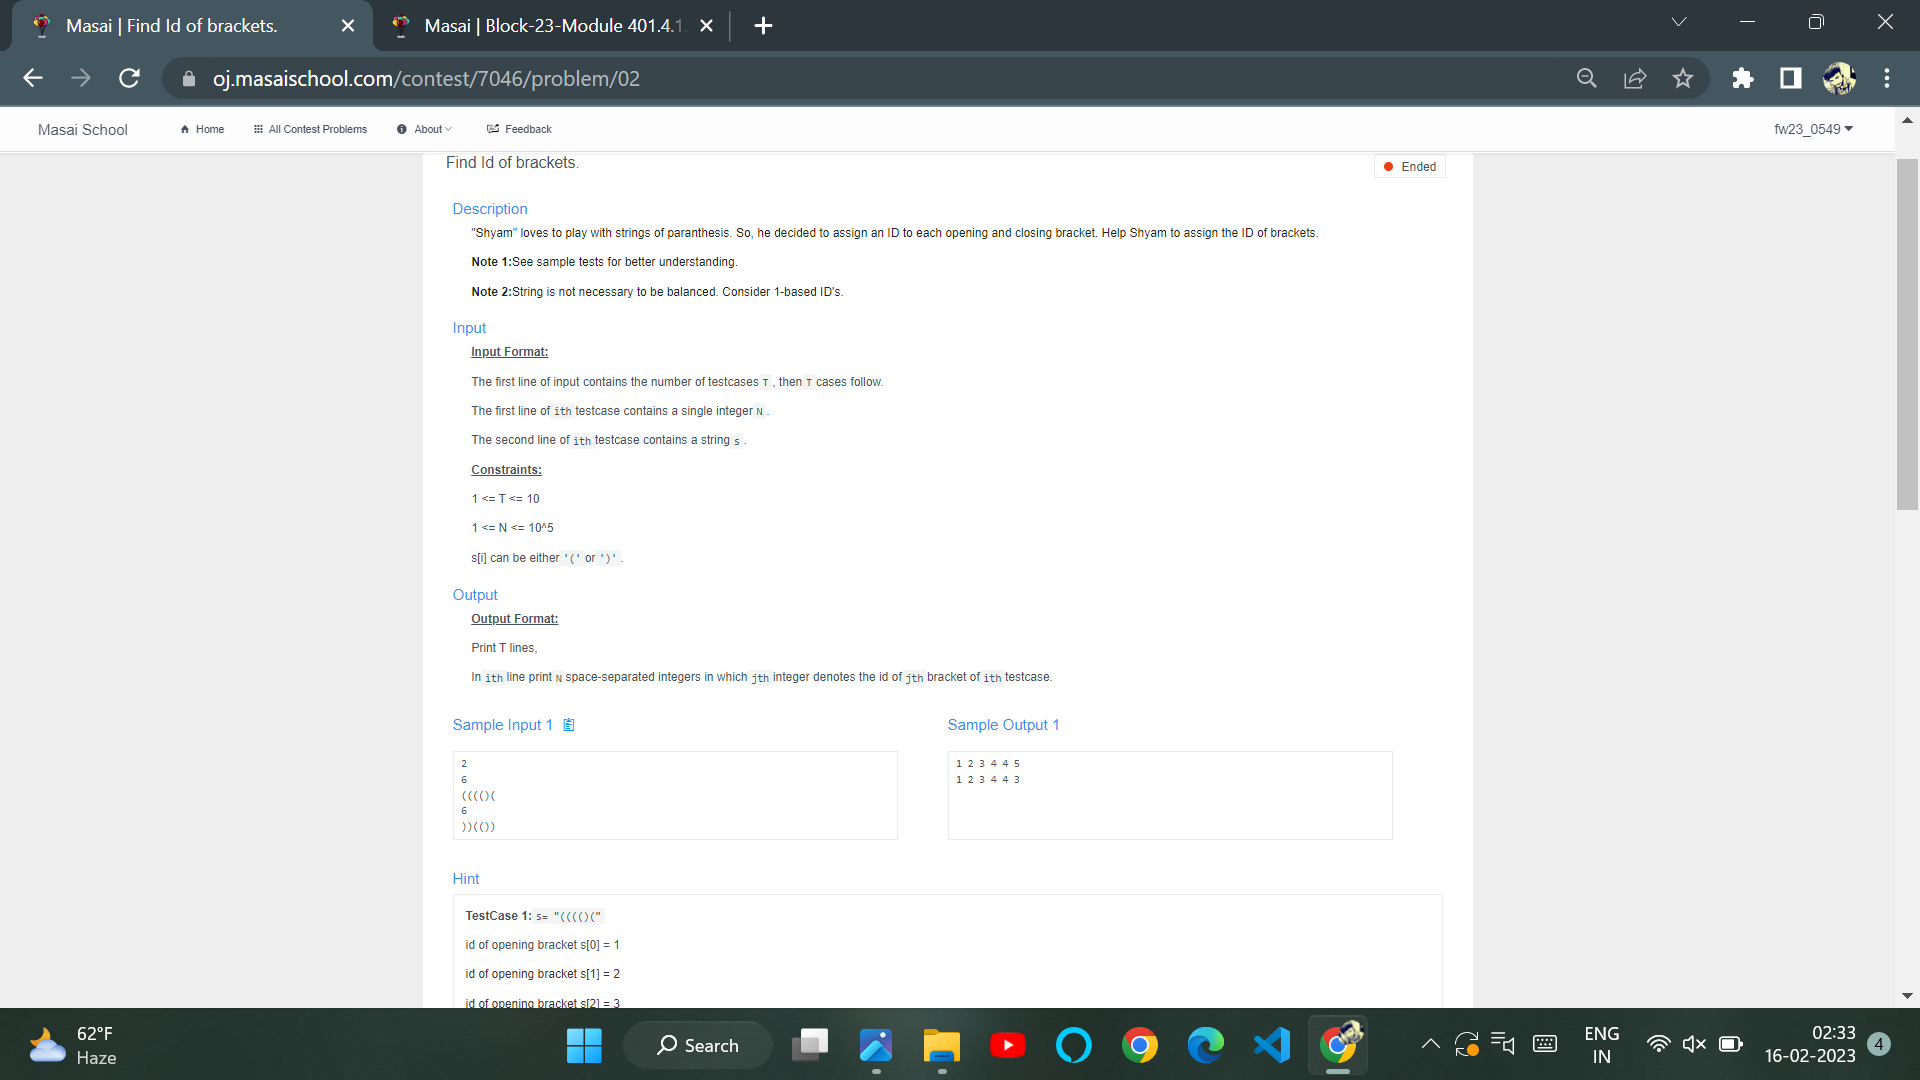 Masai | Find Id of brackets.
Masai | Block-23-Module 401.4.1
oj.masaischool.com/contest/7046/problem/02
Masai School Home All Contest Problems About Feedback fw23_0549
Find Id of brackets. Ended
Description
"Shyam" loves to play with strings of paranthesis. So, he decided to assign an ID to each opening and closing bracket. Help Shyam to assign the ID of brackets.
Note 1:See sample tests for better understanding.
Note 2:String is not necessary to be balanced. Consider 1-based ID's.
Input
Input Format:
The first line of input contains the number of testcases T , then T cases follow.
The first line of ith testcase contains a single integer N .
The second line of ith testcase contains a string s .
Constraints:
1 <= T <= 10
1 <= N <= 10^5
s[i] can be either '(' or ')' .
Output
Output Format:
Print T lines,
In ith line print N space-separated integers in which jth integer denotes the id of jth bracket of ith testcase.
Sample Input 1
2
6
(((()(
6
))(())
Sample Output 1
1 2 3 4 4 5
1 2 3 4 4 3
Hint
TestCase 1: s= "(((()("
id of opening bracket s[0] = 1
id of opening bracket s[1] = 2
id of opening bracket s[2] = 3
62°F
Haze
Search
ENG
IN
02:33
16-02-2023
4